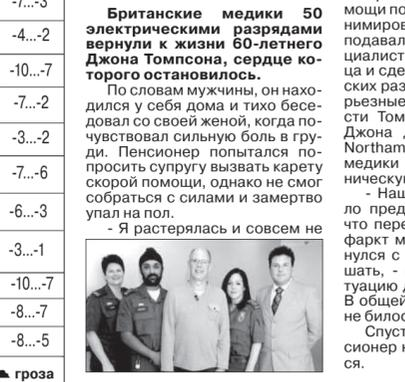 -7...-3
-4...-2
-10...-7
-7...-2
-3...-2
-7...-6
-6...-3
-3...-1
-10...-7
-8...-7
-8...-5
гроза
Британские медики 50
электрическими разрядами
вернули к жизни 60-летнего
Джона Томпсона, сердце ко-
торого остановилось.
По словам мужчины, он нахо-
дился у себя дома и тихо бесе-
довал со своей женой, когда по-
чувствовал сильную боль в гру-
ди. Пенсионер попытался по-
просить супругу вызвать карету
скорой помощи, однако не смог
собраться с силами и замертво
упал на пол.
- Я растерялась и совсем не
мощи по
нимиров
подавал
циалист
ца и сде
ских раз
рьезные
сти Том
Джона
Northam
медики
ническу
- Наш
ло пред
что пере
фаркт м
нулся с
шать, -
туацию
В общей
не билос
Спуст
сионер н
ся.